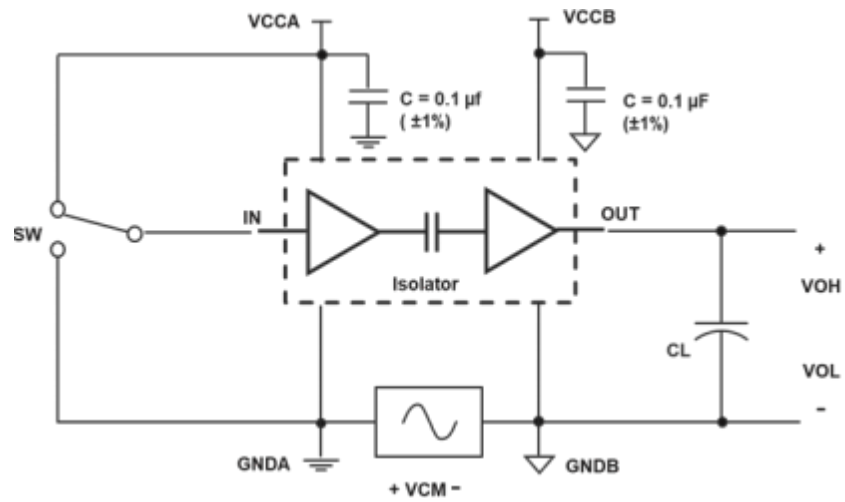 VCCA
VCCB
C = 0.1 µf
( ±1%)
C = 0.1 µF
(±1%)
IN
OUT
SW
Isolator
+
VOH
CL
VOL
-
GNDA
GNDB
+ VCM -